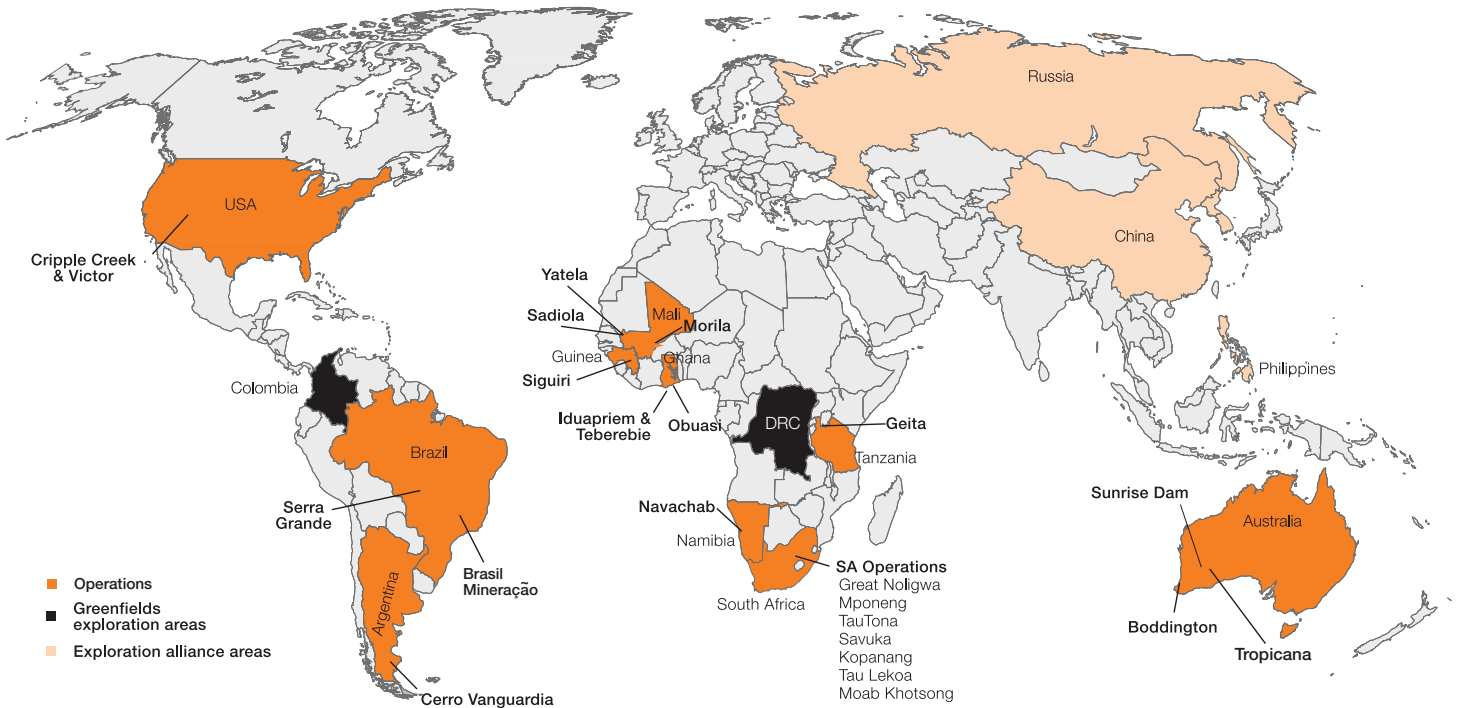 Russia
USA
China
Cripple Creek
& Victor
Yatela
Mali
Sadiola
Morila
Guinea
Ghana
Siguiri
Philippines
Colombia
Iduapriem &
Teberebie
Obuasi
DRC
Geita
Tanzania
Brazil
Sunrise Dam
Serra
Grande
Navachab
Australia
Namibia
SA Operations
Great Noligwa
Mponeng
TauTona
Savuka
Kopanang
Tau Lekoa
Moab Khotsong
South Africa
Brasil
Mineração
Argentina
Boddington
Tropicana
Cerro Vanguardia
Operations
Greenfields
exploration areas
Exploration alliance areas